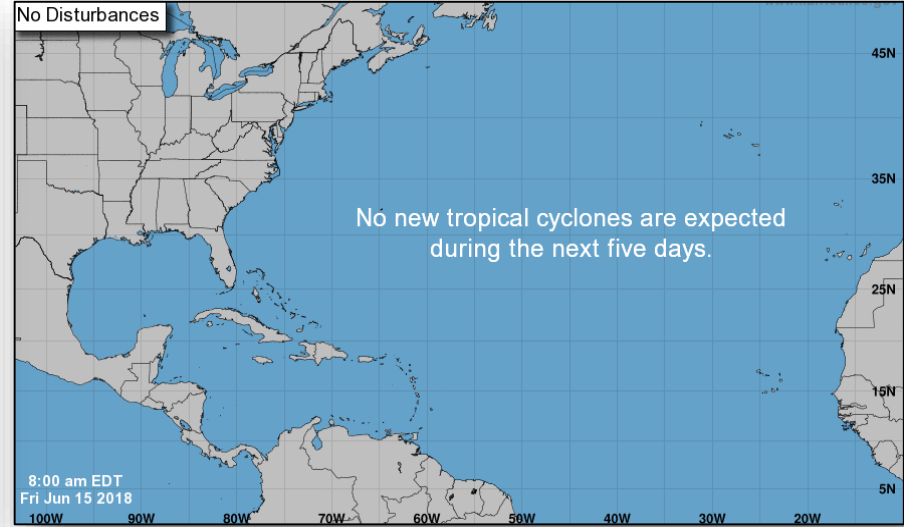 No Disturbances
45N
35N
No new tropical cyclones are expected
during the next five days.
25N
15N
8:00 am EDT
Fri Jun 15 2018
5N
100W 90W 80W 70W 60W 50W 40W 30W 20W